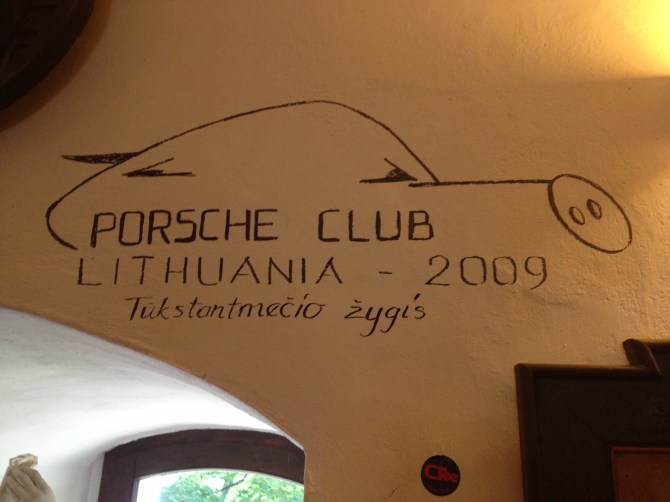 PORSCHE CLUB
LITHUANIA - 2009
Tūkstantmečio žygis